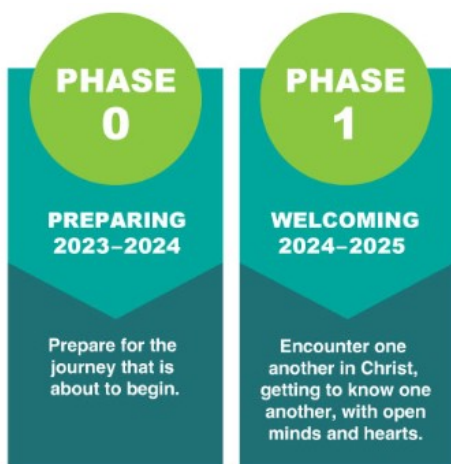 PHASE
0
PREPARING
2023–2024
Prepare for the
journey that is
about to begin.
PHASE
1
WELCOMING
2024–2025
Encounter one
another in Christ,
getting to know one
another, with open
minds and hearts.